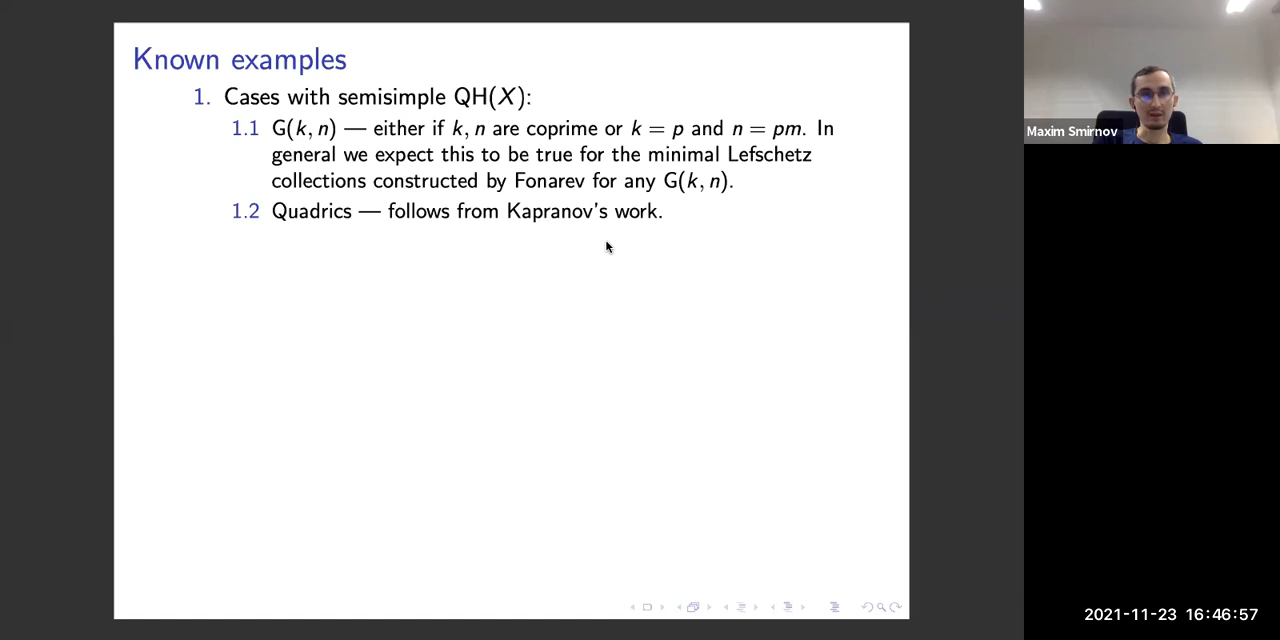 Known examples
1. Cases with semisimple QH(X):
1.1 G(k, n) — either if k, n are coprime or k = p and n = pm. In
general we expect this to be true for the minimal Lefschetz
collections constructed by Fonarev for any G(k, n).
1.2 Quadrics — follows from Kapranov's work.
Maxim Smirnov
2021-11-23 16:46:57